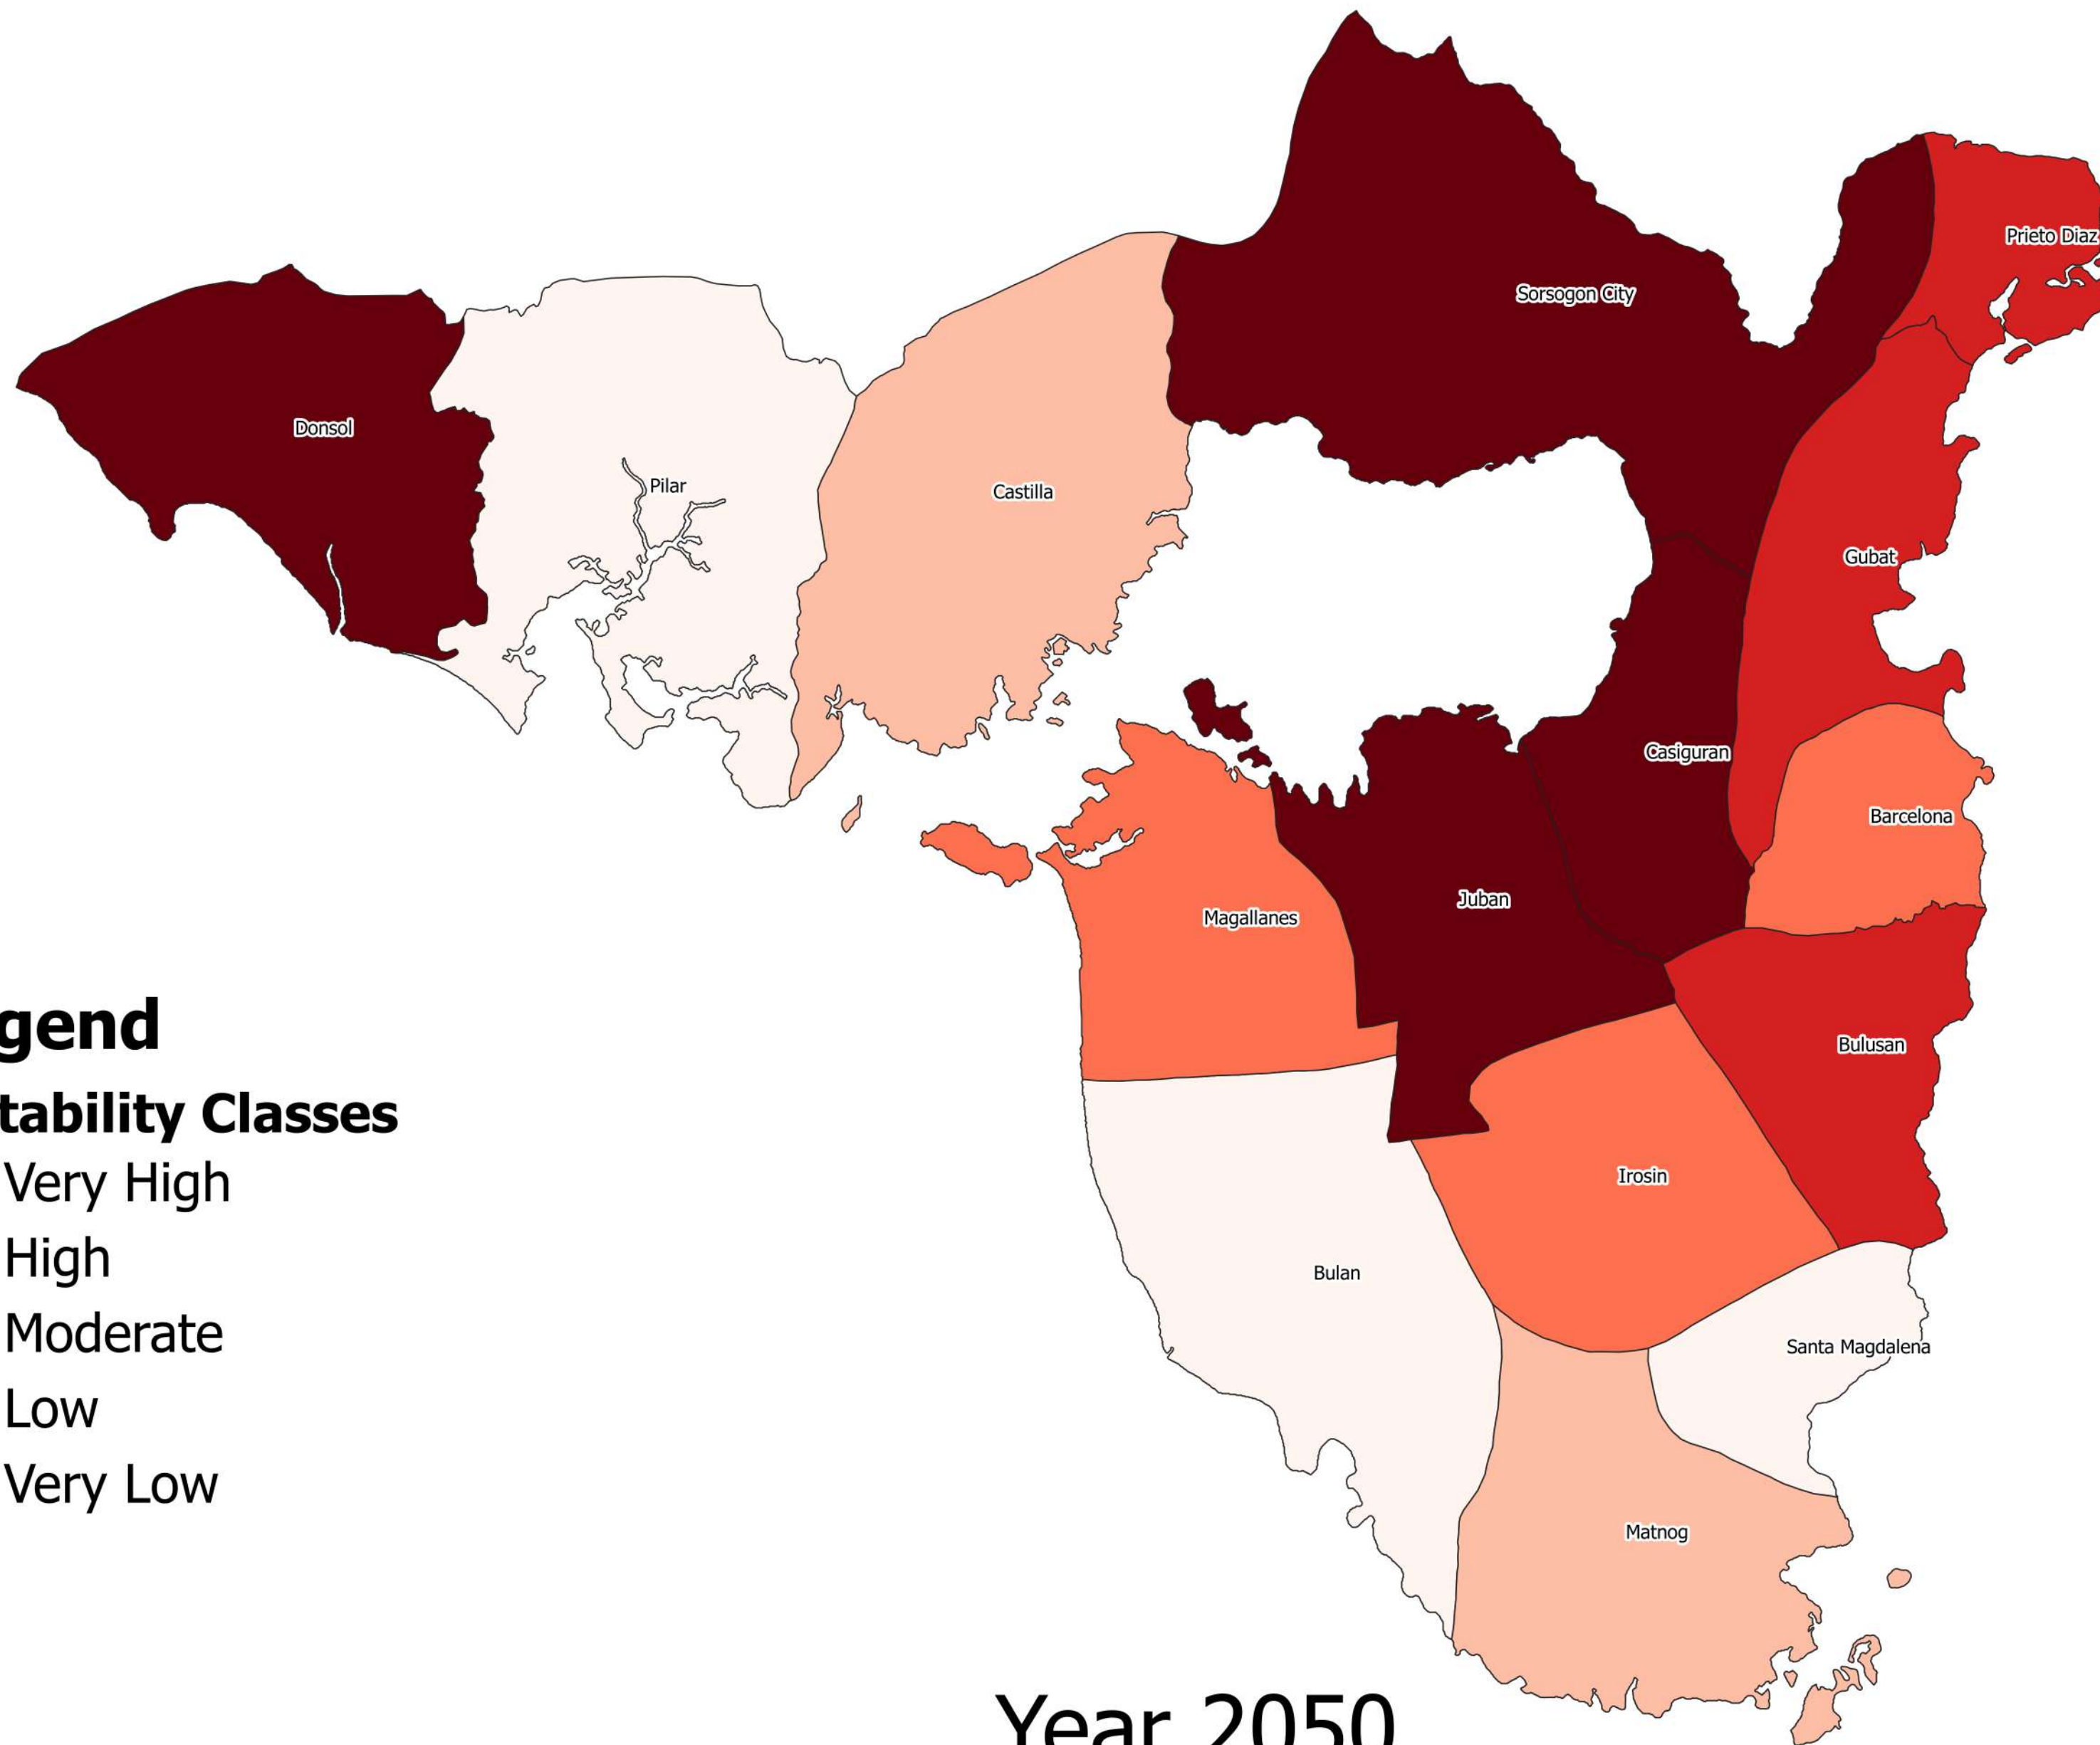 Prieto Diaz
Sorsogon City
Donsol
Pilar
Castilla
Gubat
Casiguran
Barcelona
Juban
Magallanes
gend
Bulusan
tability Classes
Very High
Irosin
High
Bulan
Moderate
Santa Magdalena
Low
Very Low
Matnog
Year 2050